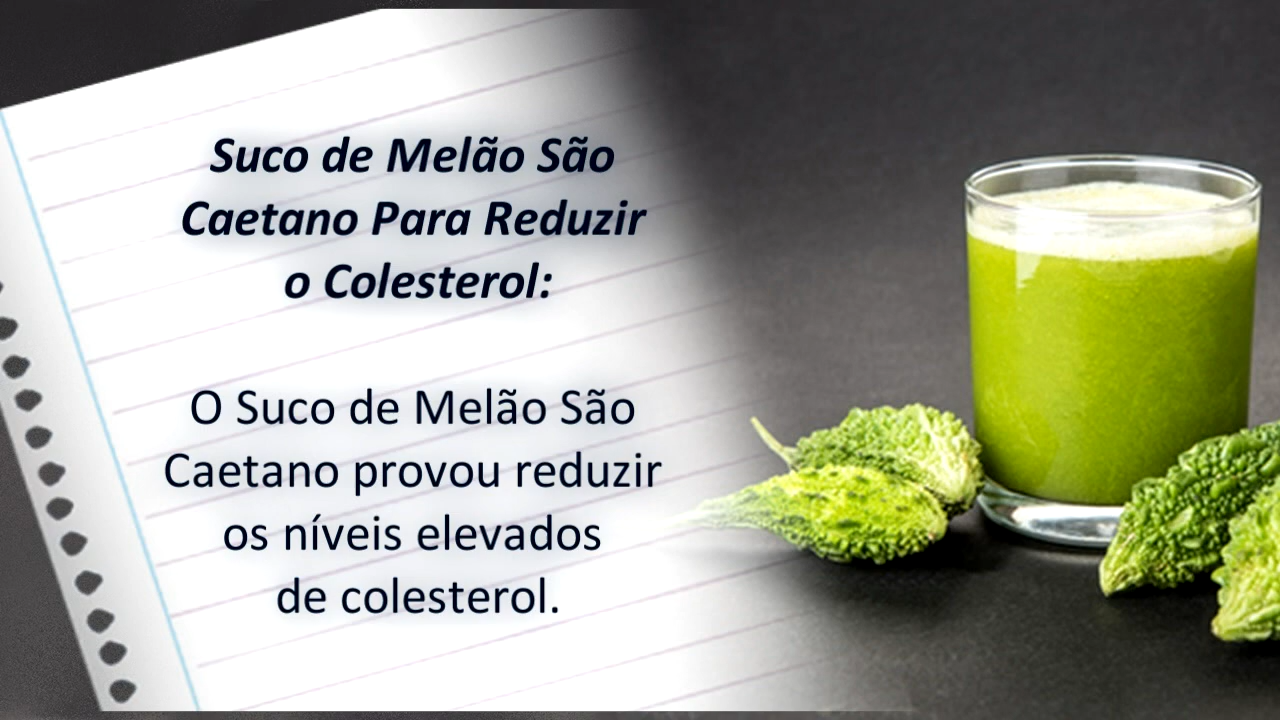 Suco de Melão São
Caetano Para Reduzir
o Colesterol:
O Suco de Melão São
Caetano provou reduzir
os níveis elevados
de colesterol.